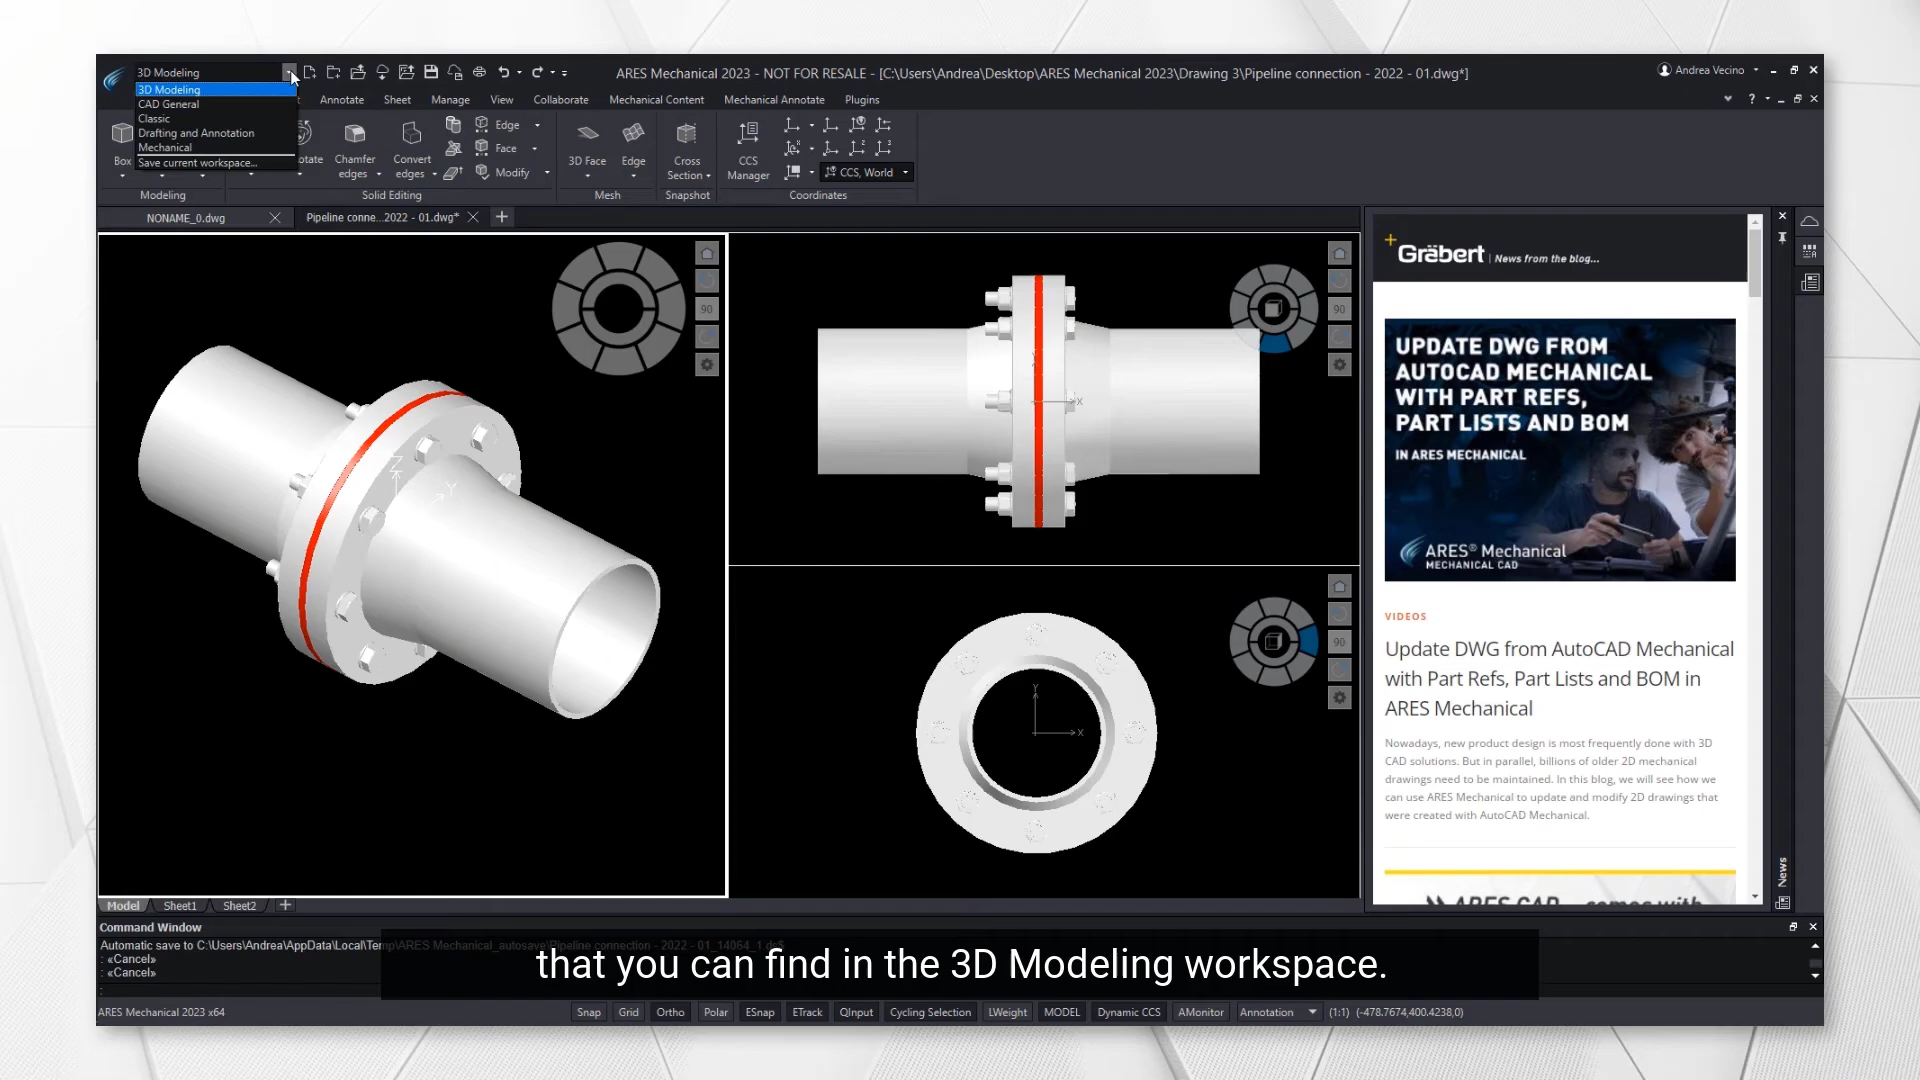 3D Modeling
ARES Mechanical 2023 - NOT FOR RESALE - [C:\Users\Andrea\Desktop\ARES Mechanical 2023\Drawing 3\Pipeline connection - 2022 - 01.dwg*]
Andrea Vecino
3D Modeling
CAD General
Classic
Drafting and Annotation
Mechanical
Save current workspace...
Annotate
Sheet
Manage
View
Collaborate
Mechanical Content
Mechanical Annotate
Plugins
Box
Chamfer edges
Convert edges
Edge
Face
Modify
3D Face
Edge
Cross Section
CCS Manager
CCS, World
Modeling
Solid Editing
Mesh
Snapshot
Coordinates
NONAME_0.dwg
Pipeline conne...2022 - 01.dwg*
90
90
90
X
Y
Y
X
Gräbert | News from the blog...
UPDATE DWG FROM
AUTOCAD MECHANICAL
WITH PART REFS,
PART LISTS AND BOM
IN ARES MECHANICAL
ARES® Mechanical
MECHANICAL CAD
VIDEOS
Update DWG from AutoCAD Mechanical
with Part Refs, Part Lists and BOM in
ARES Mechanical
Nowadays, new product design is most frequently done with 3D
CAD solutions. But in parallel, billions of older 2D mechanical
drawings need to be maintained. In this blog, we will see how we
can use ARES Mechanical to update and modify 2D drawings that
were created with AutoCAD Mechanical.
ARES CAD comes with
News
Model
Sheet1
Sheet2
Command Window
Automatic save to C:\Users\Andrea\AppData\Local\Temp\ARES Mechanical_autosave\Pipeline connection - 2022 - 01_14064_1.ds$
: «Cancel»
: «Cancel»
:
that you can find in the 3D Modeling workspace.
ARES Mechanical 2023 x64
Snap
Grid
Ortho
Polar
ESnap
ETrack
QInput
Cycling Selection
LWeight
MODEL
Dynamic CCS
AMonitor
Annotation
(1:1)
(-478.7674,400.4238,0)